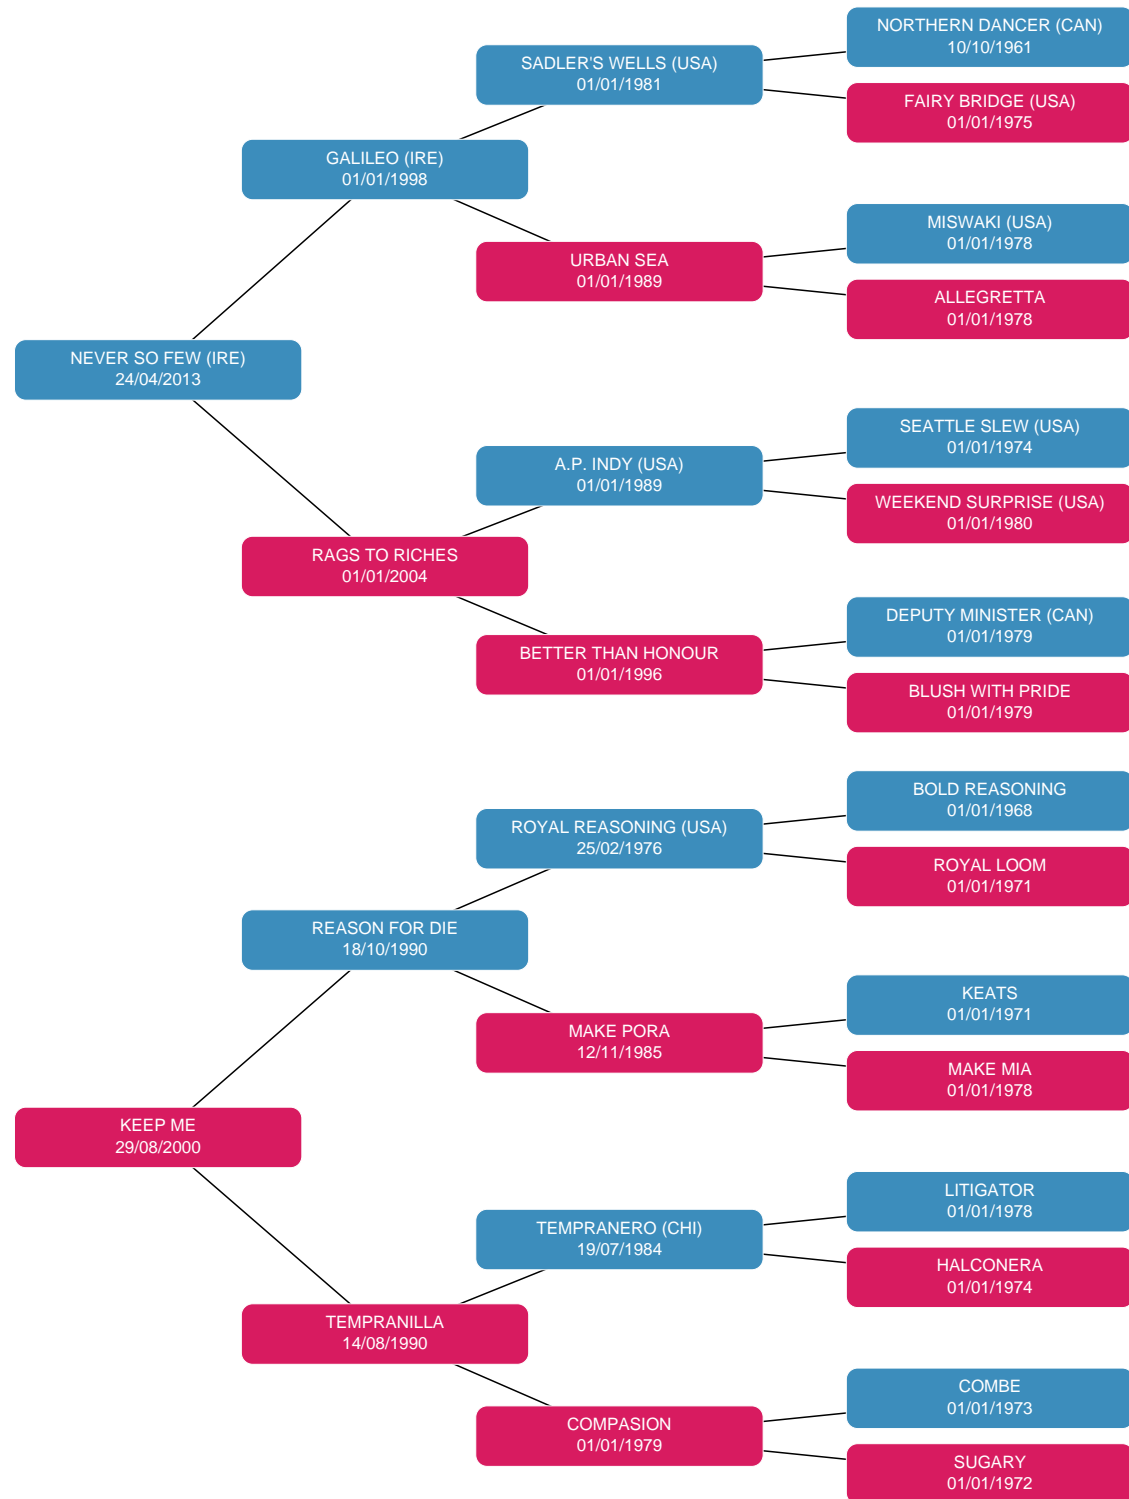 NORTHERN DANCER (CAN)
10/10/1961
SADLER'S WELLS (USA)
01/01/1981
FAIRY BRIDGE (USA)
01/01/1975
GALILEO (IRE)
01/01/1998
MISWAKI (USA)
01/01/1978
URBAN SEA
01/01/1989
ALLEGRETTA
01/01/1978
NEVER SO FEW (IRE)
24/04/2013
SEATTLE SLEW (USA)
01/01/1974
A.P. INDY (USA)
01/01/1989
WEEKEND SURPRISE (USA)
01/01/1980
RAGS TO RICHES
01/01/2004
DEPUTY MINISTER (CAN)
01/01/1979
BETTER THAN HONOUR
01/01/1996
BLUSH WITH PRIDE
01/01/1979
BOLD REASONING
01/01/1968
ROYAL REASONING (USA)
25/02/1976
ROYAL LOOM
01/01/1971
REASON FOR DIE
18/10/1990
KEATS
01/01/1971
MAKE PORA
12/11/1985
MAKE MIA
01/01/1978
KEEP ME
29/08/2000
LITIGATOR
01/01/1978
TEMPRANERO (CHI)
19/07/1984
HALCONERA
01/01/1974
TEMPRANILLA
14/08/1990
COMBE
01/01/1973
COMPASION
01/01/1979
SUGARY
01/01/1972